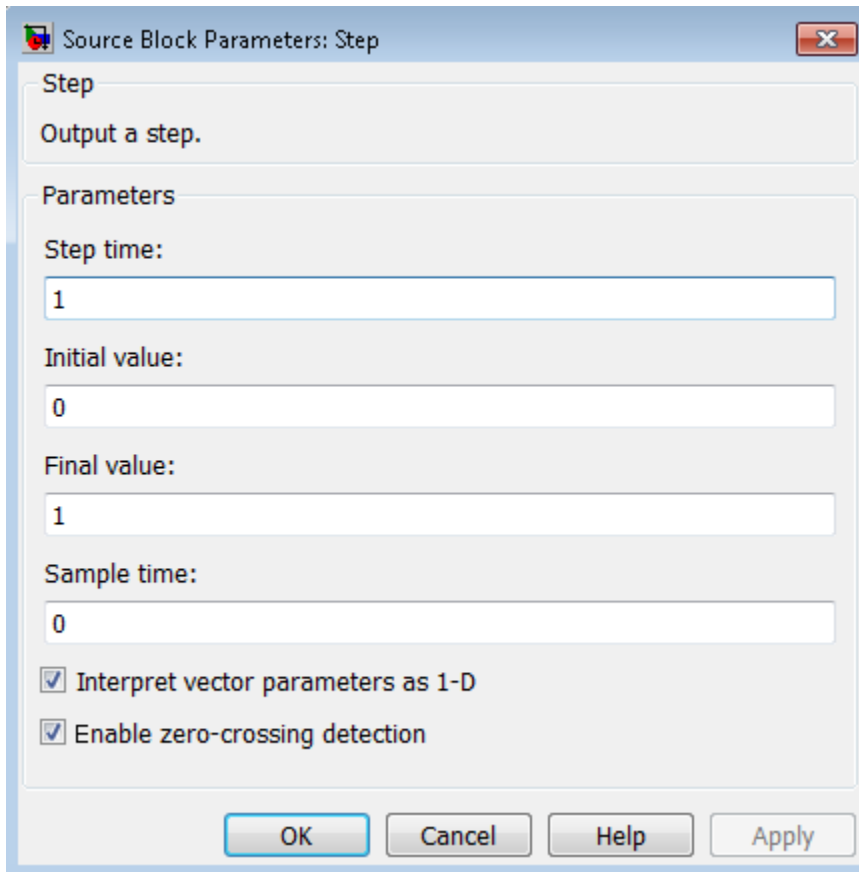 Source Block Parameters: Step
Step
Output a step.
Parameters
Step time:
1
Initial value:
0
Final value:
1
Sample time:
0
Interpret vector parameters as 1-D
Enable zero-crossing detection
OK Cancel Help Apply